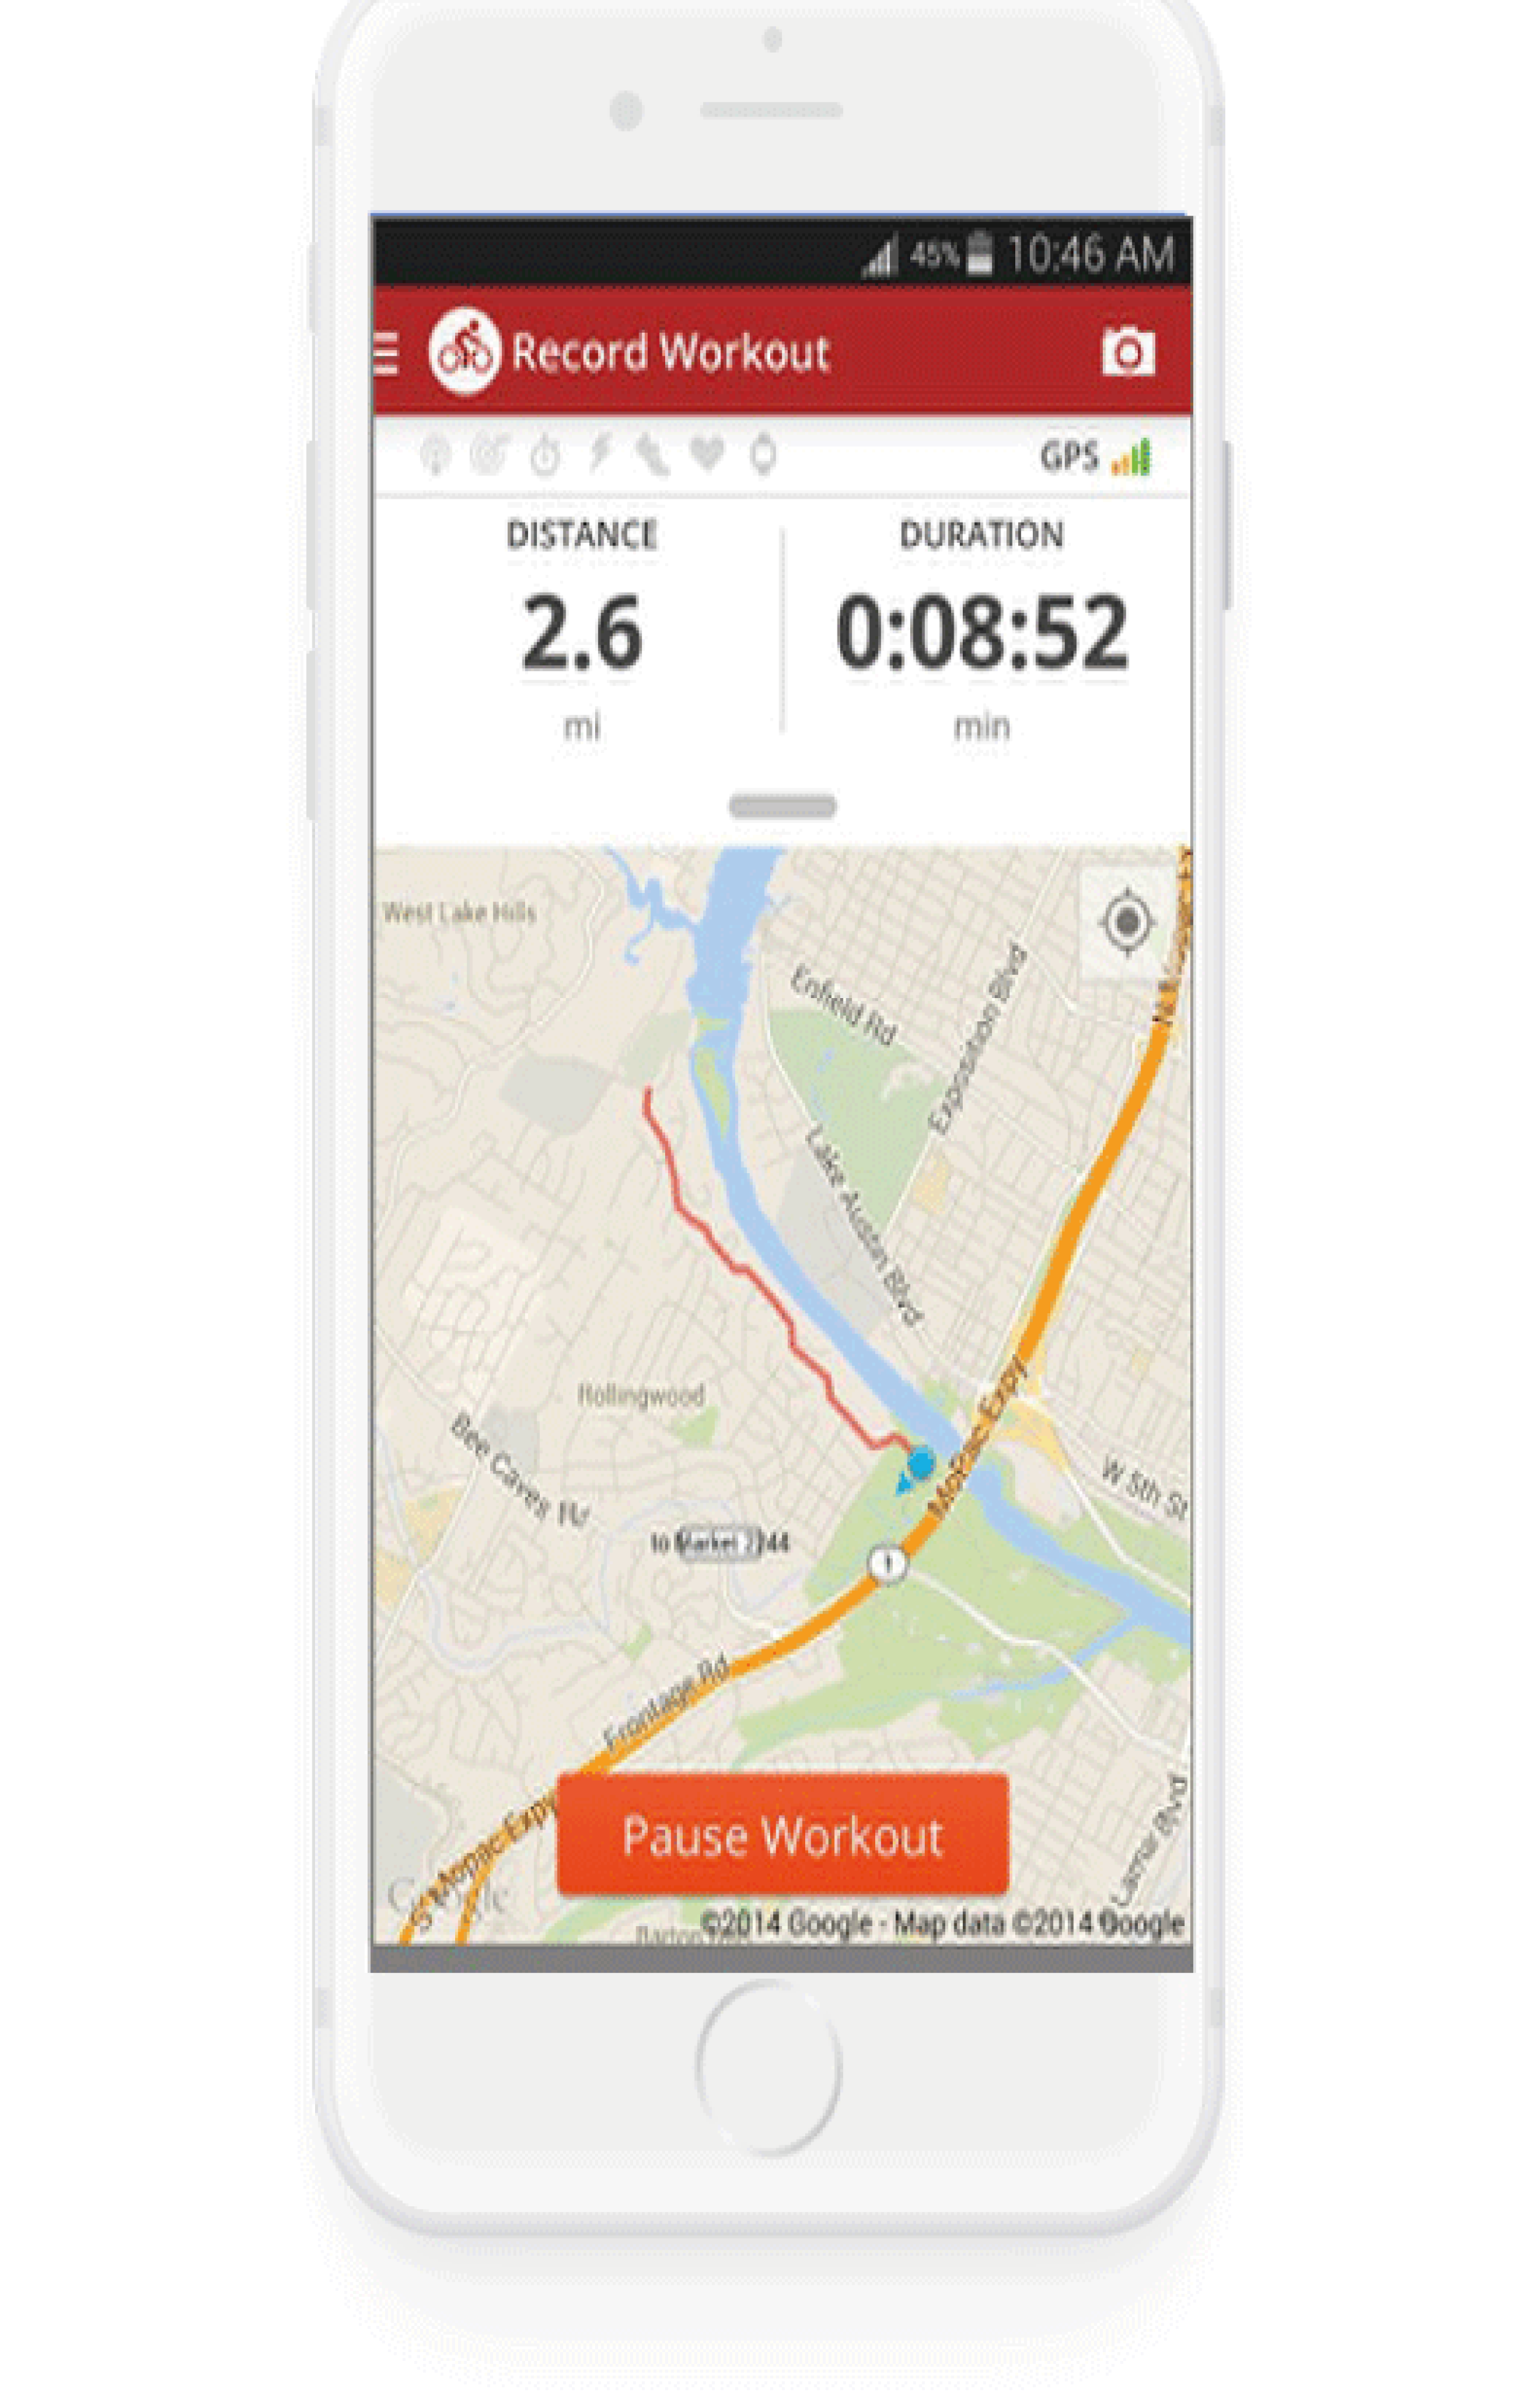 45% 10:46 AM
Record Workout
GPS
DISTANCE
DURATION
2.6
0:08:52
mi
min
West Lake Hills
Enfield Rd
Exposition Blvd
Lake Austin Blvd
Rollingwood
Mopac Expy
Bee Caves Rd
W 5th St
to Market 2244
1
Frontage Rd
S Mopac Expy
Pause Workout
Lamar Blvd
Google
©2014 Google - Map data ©2014 Google
Barton